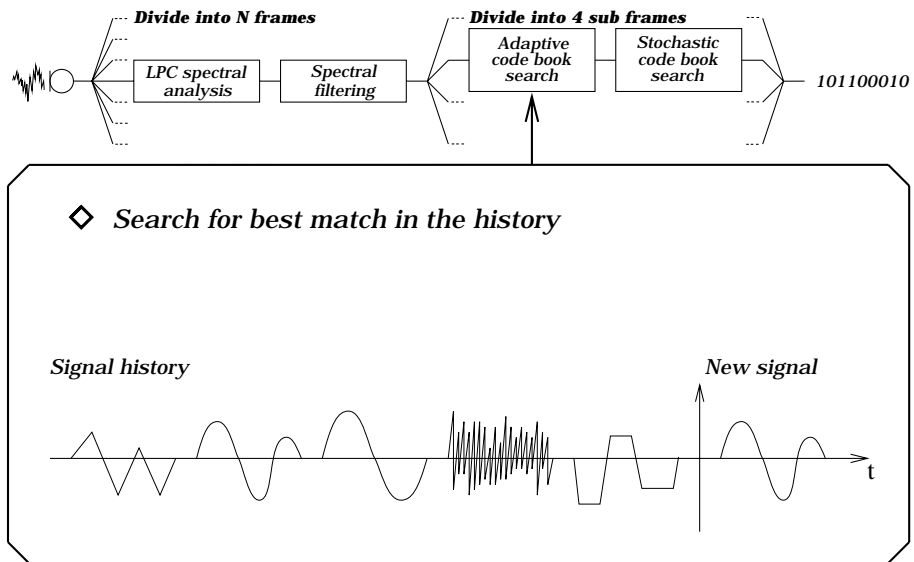 Divide into N frames
Divide into 4 sub frames
LPC spectral
analysis
Spectral
filtering
Adaptive
code book
search
Stochastic
code book
search
101100010
Search for best match in the history
Signal history
New signal
t